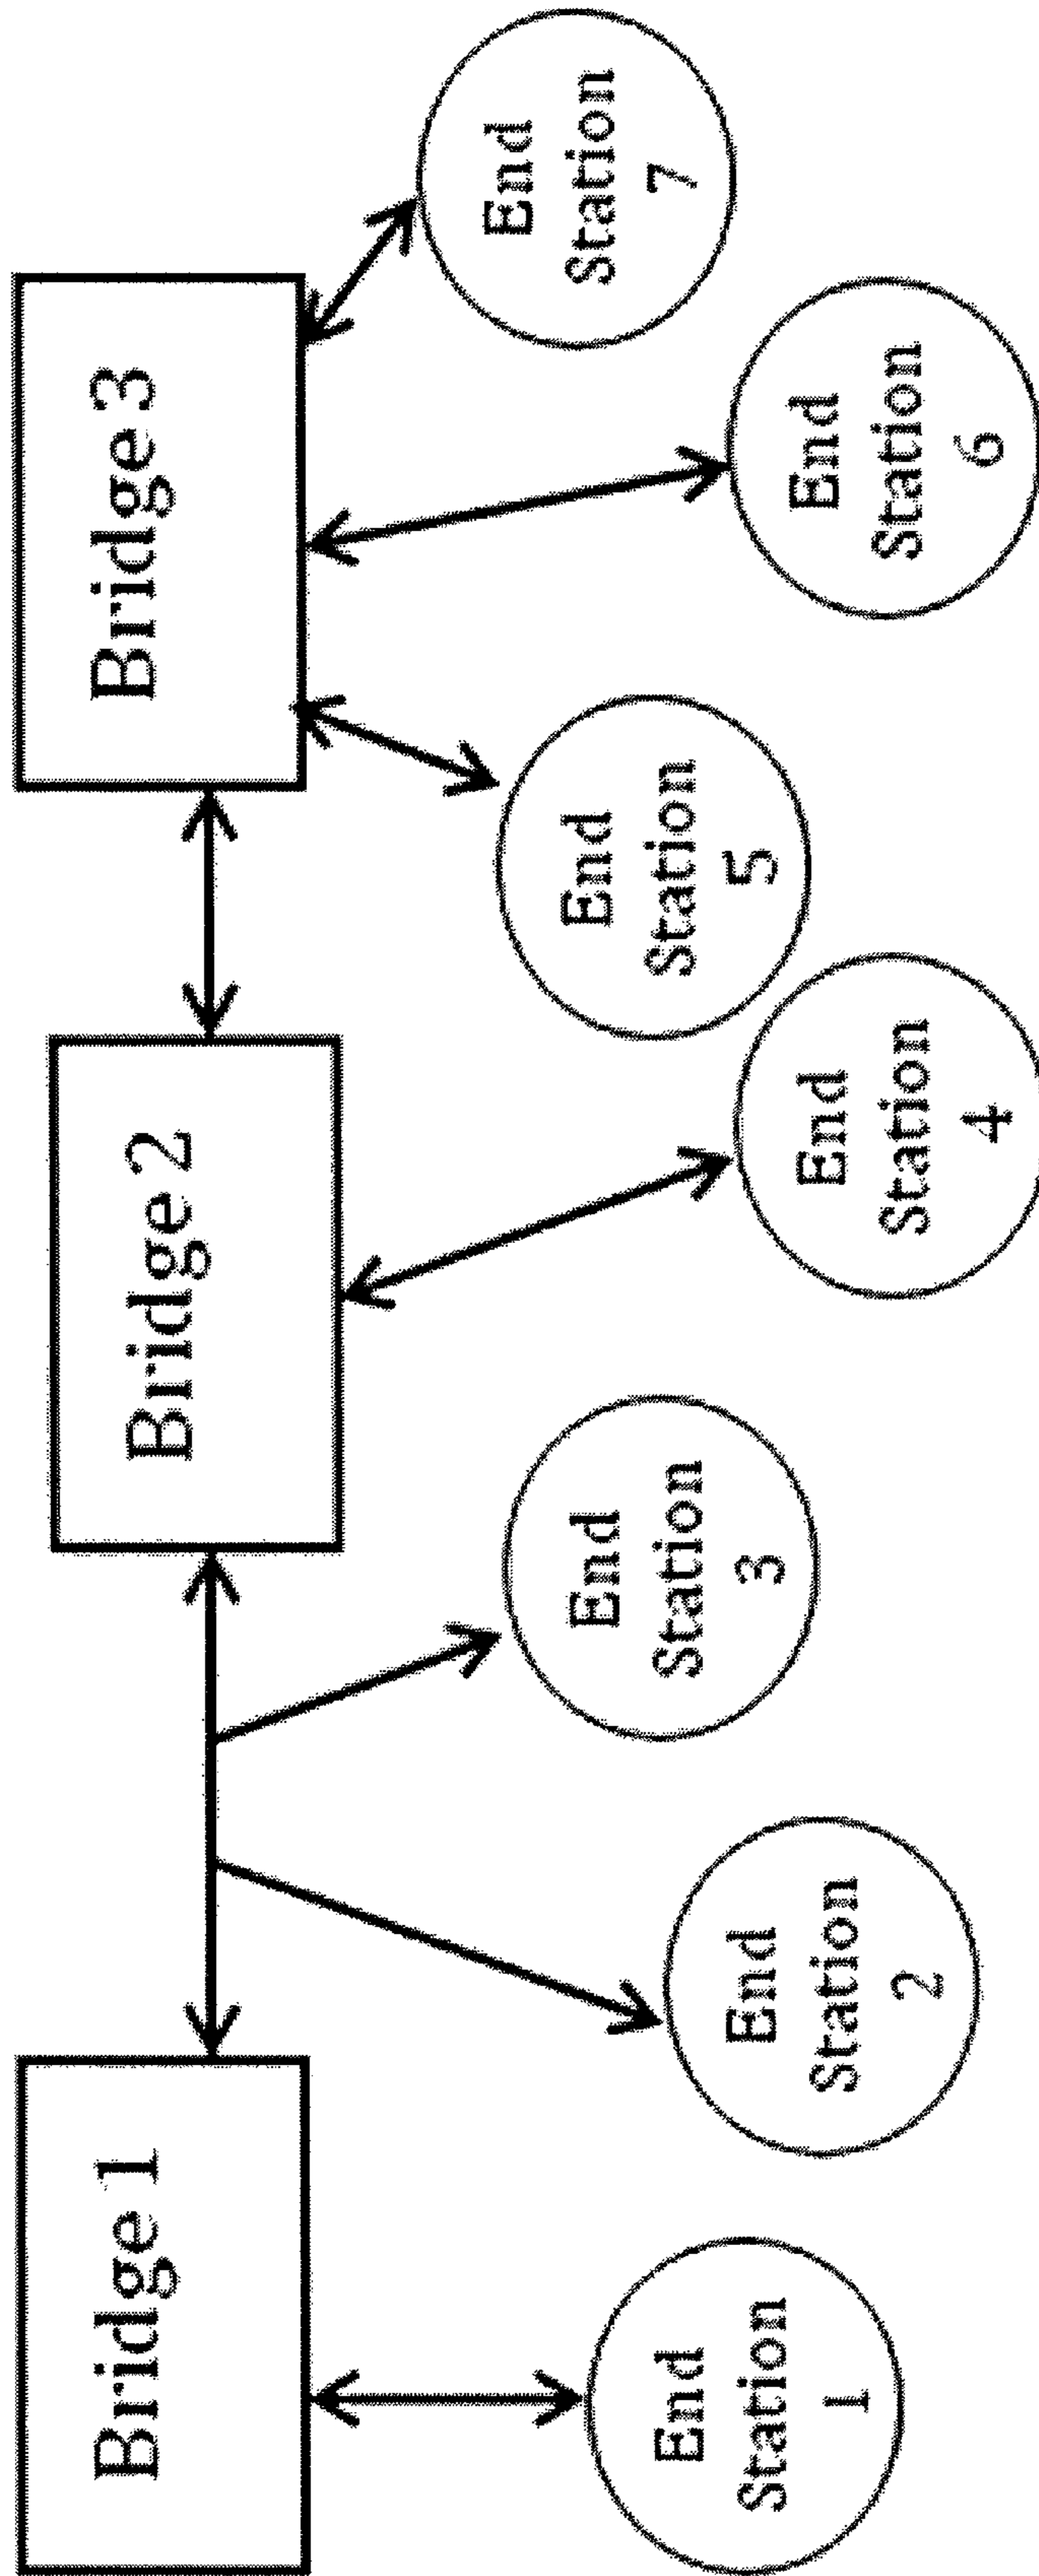 Bridge 1
Bridge 2
Bridge 3
End
Station
1
End
Station
2
End
Station
3
End
Station
4
End
Station
5
End
Station
6
End
Station
7